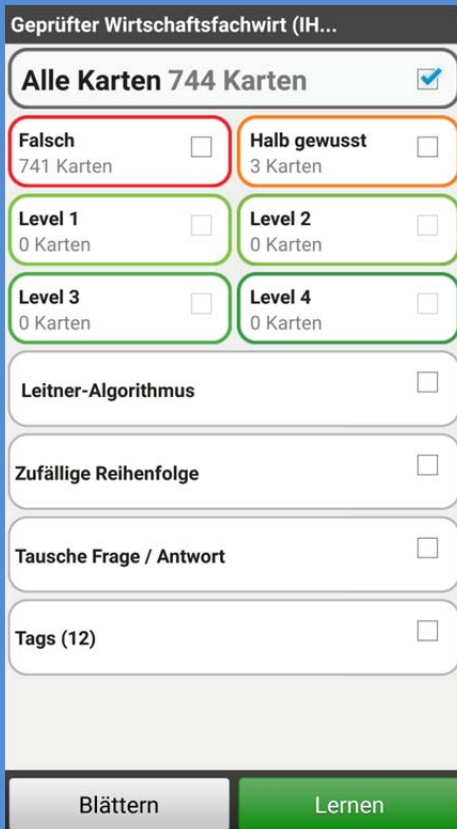 Geprüfter Wirtschaftsfachwirt (IH...
Alle Karten 744 Karten
Falsch
741 Karten
Halb gewusst
3 Karten
Level 1
0 Karten
Level 2
0 Karten
Level 3
0 Karten
Level 4
0 Karten
Leitner-Algorithmus
Zufällige Reihenfolge
Tausche Frage / Antwort
Tags (12)
Blättern
Lernen